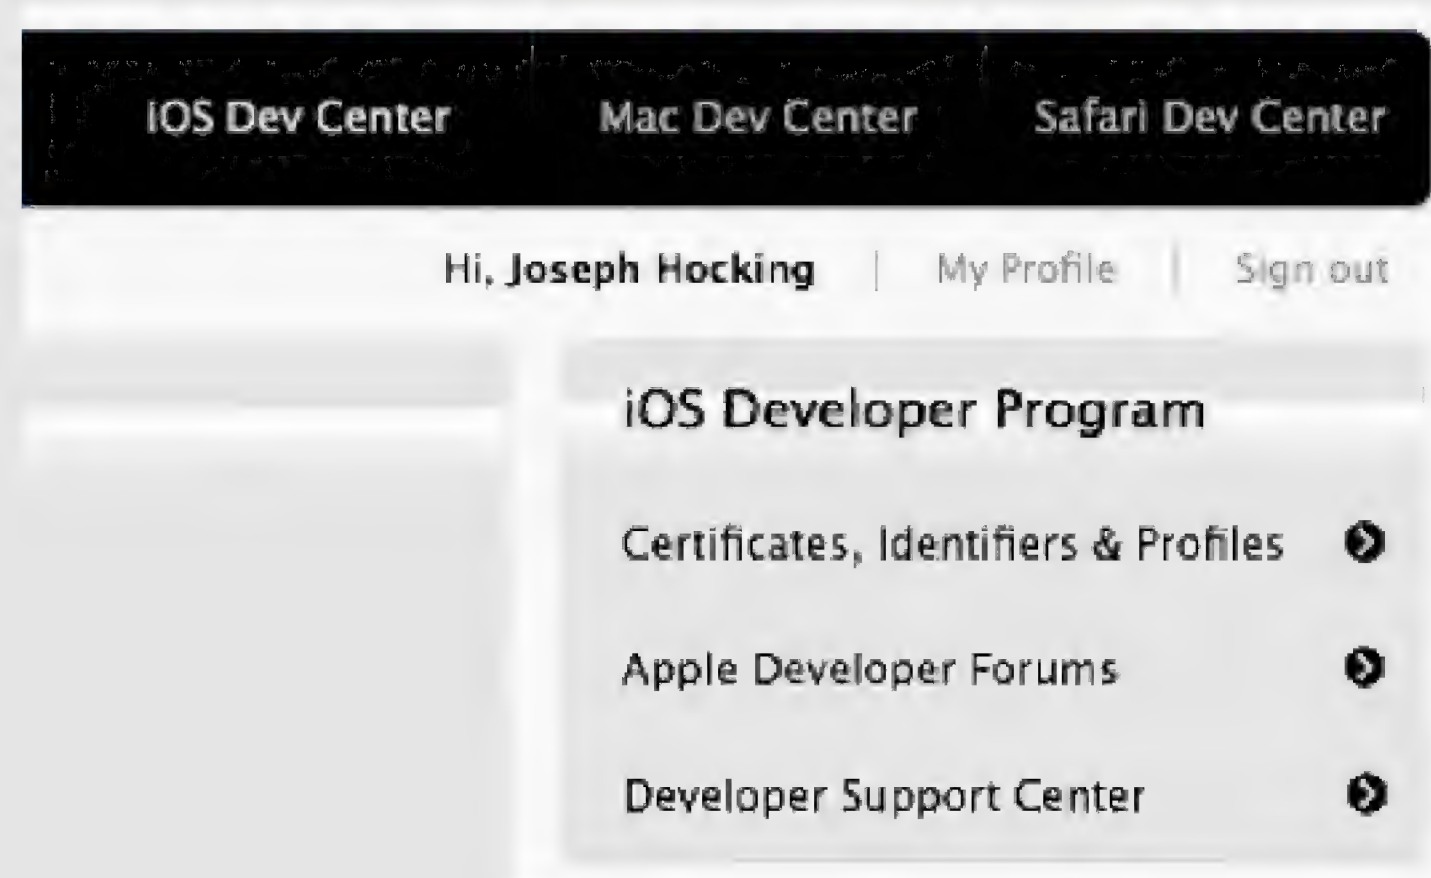 iOS Dev Center Mac Dev Center Safari Dev Center
Hi, Joseph Hocking | My Profile | Sign out
iOS Developer Program
Certificates, Identifiers & Profiles
Apple Developer Forums
Developer Support Center